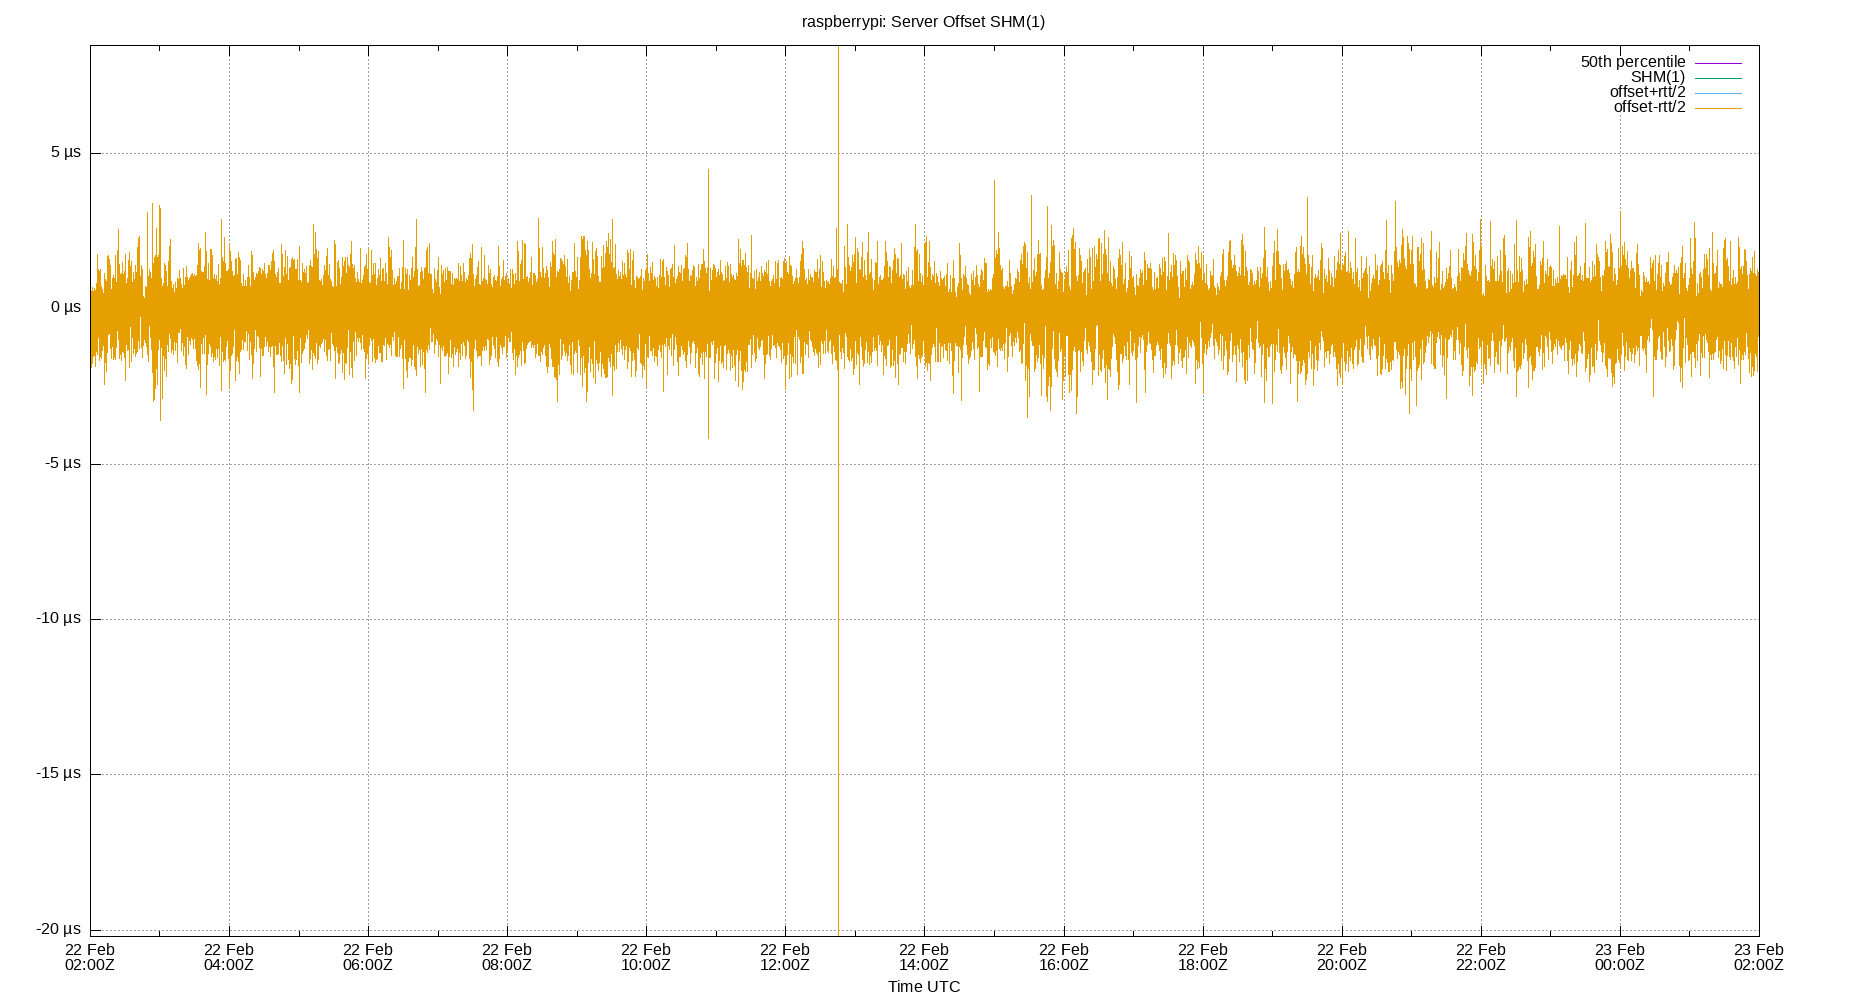 raspberrypi: Server Offset SHM(1)
50th percentile
SHM(1)
offset+rtt/2
offset-rtt/2
5 µs
0 µs
-5 µs
-10 µs
-15 µs
-20 µs
22 Feb 22 Feb 22 Feb 22 Feb 22 Feb 22 Feb 22 Feb 22 Feb 22 Feb 22 Feb 22 Feb 23 Feb 23 Feb
02:00Z 04:00Z 06:00Z 08:00Z 10:00Z 12:00Z 14:00Z 16:00Z 18:00Z 20:00Z 22:00Z 00:00Z 02:00Z
Time UTC